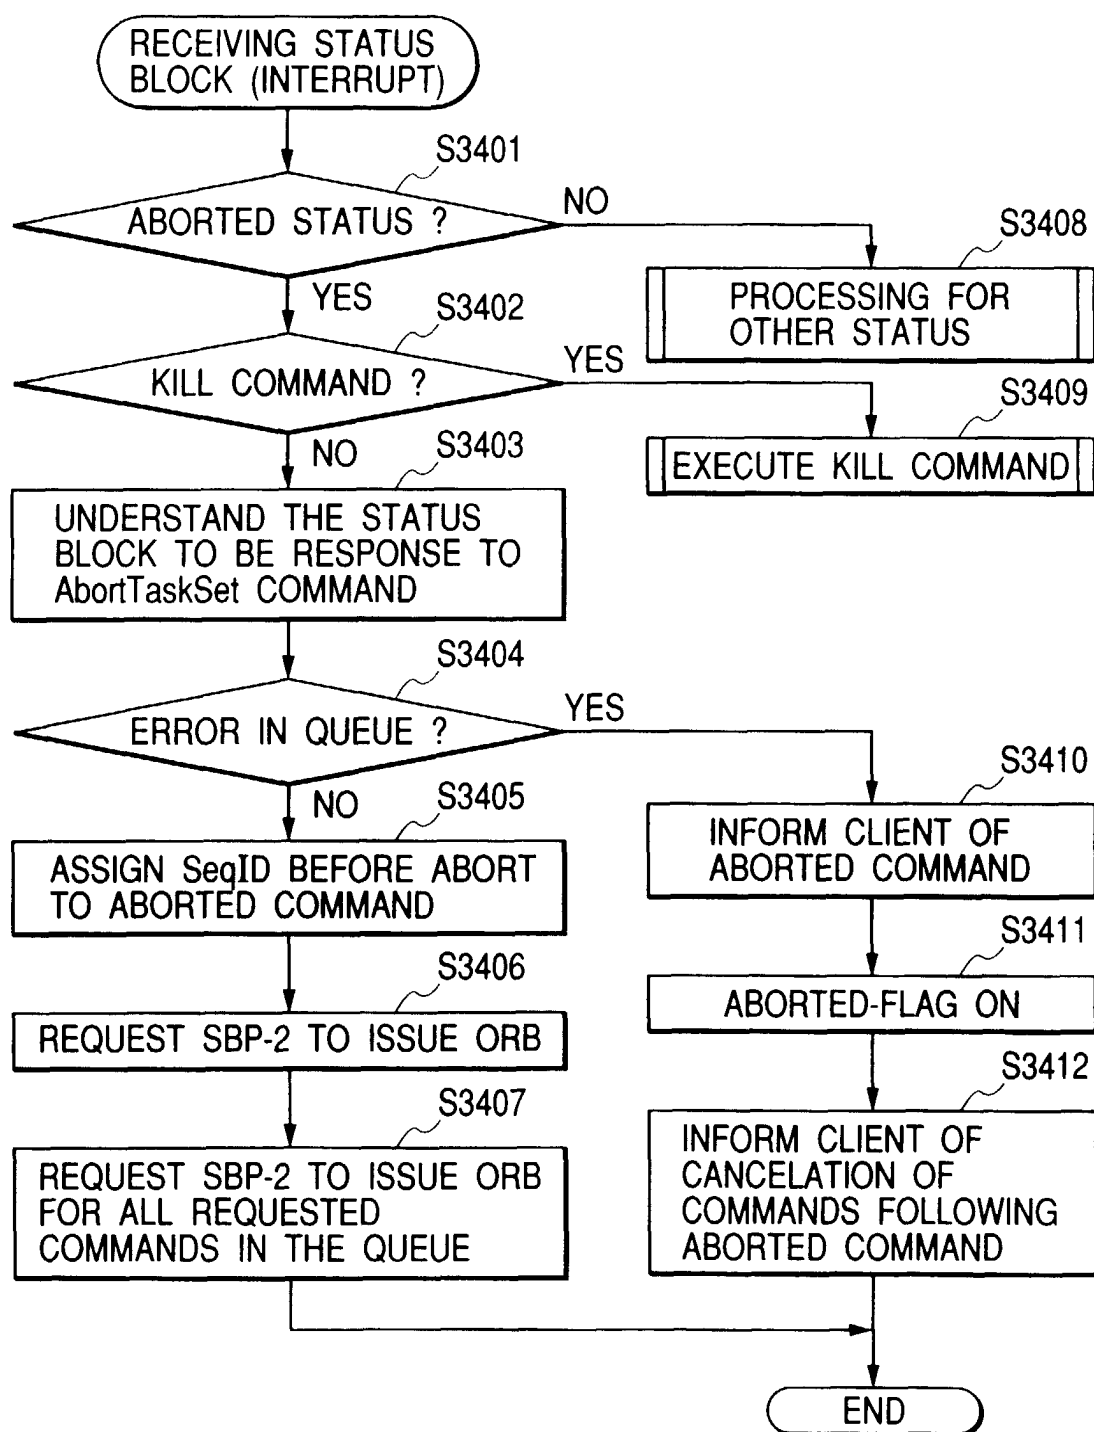 RECEIVING STATUS
BLOCK (INTERRUPT)
S3401
ABORTED STATUS ?
NO
S3408
PROCESSING FOR
OTHER STATUS
YES
S3402
KILL COMMAND ?
YES
S3409
EXECUTE KILL COMMAND
NO
S3403
UNDERSTAND THE STATUS
BLOCK TO BE RESPONSE TO
AbortTaskSet COMMAND
S3404
ERROR IN QUEUE ?
YES
NO
S3405
ASSIGN SeqID BEFORE ABORT
TO ABORTED COMMAND
S3406
REQUEST SBP-2 TO ISSUE ORB
S3407
REQUEST SBP-2 TO ISSUE ORB
FOR ALL REQUESTED
COMMANDS IN THE QUEUE
S3410
INFORM CLIENT OF
ABORTED COMMAND
S3411
ABORTED-FLAG ON
S3412
INFORM CLIENT OF
CANCELATION OF
COMMANDS FOLLOWING
ABORTED COMMAND
END